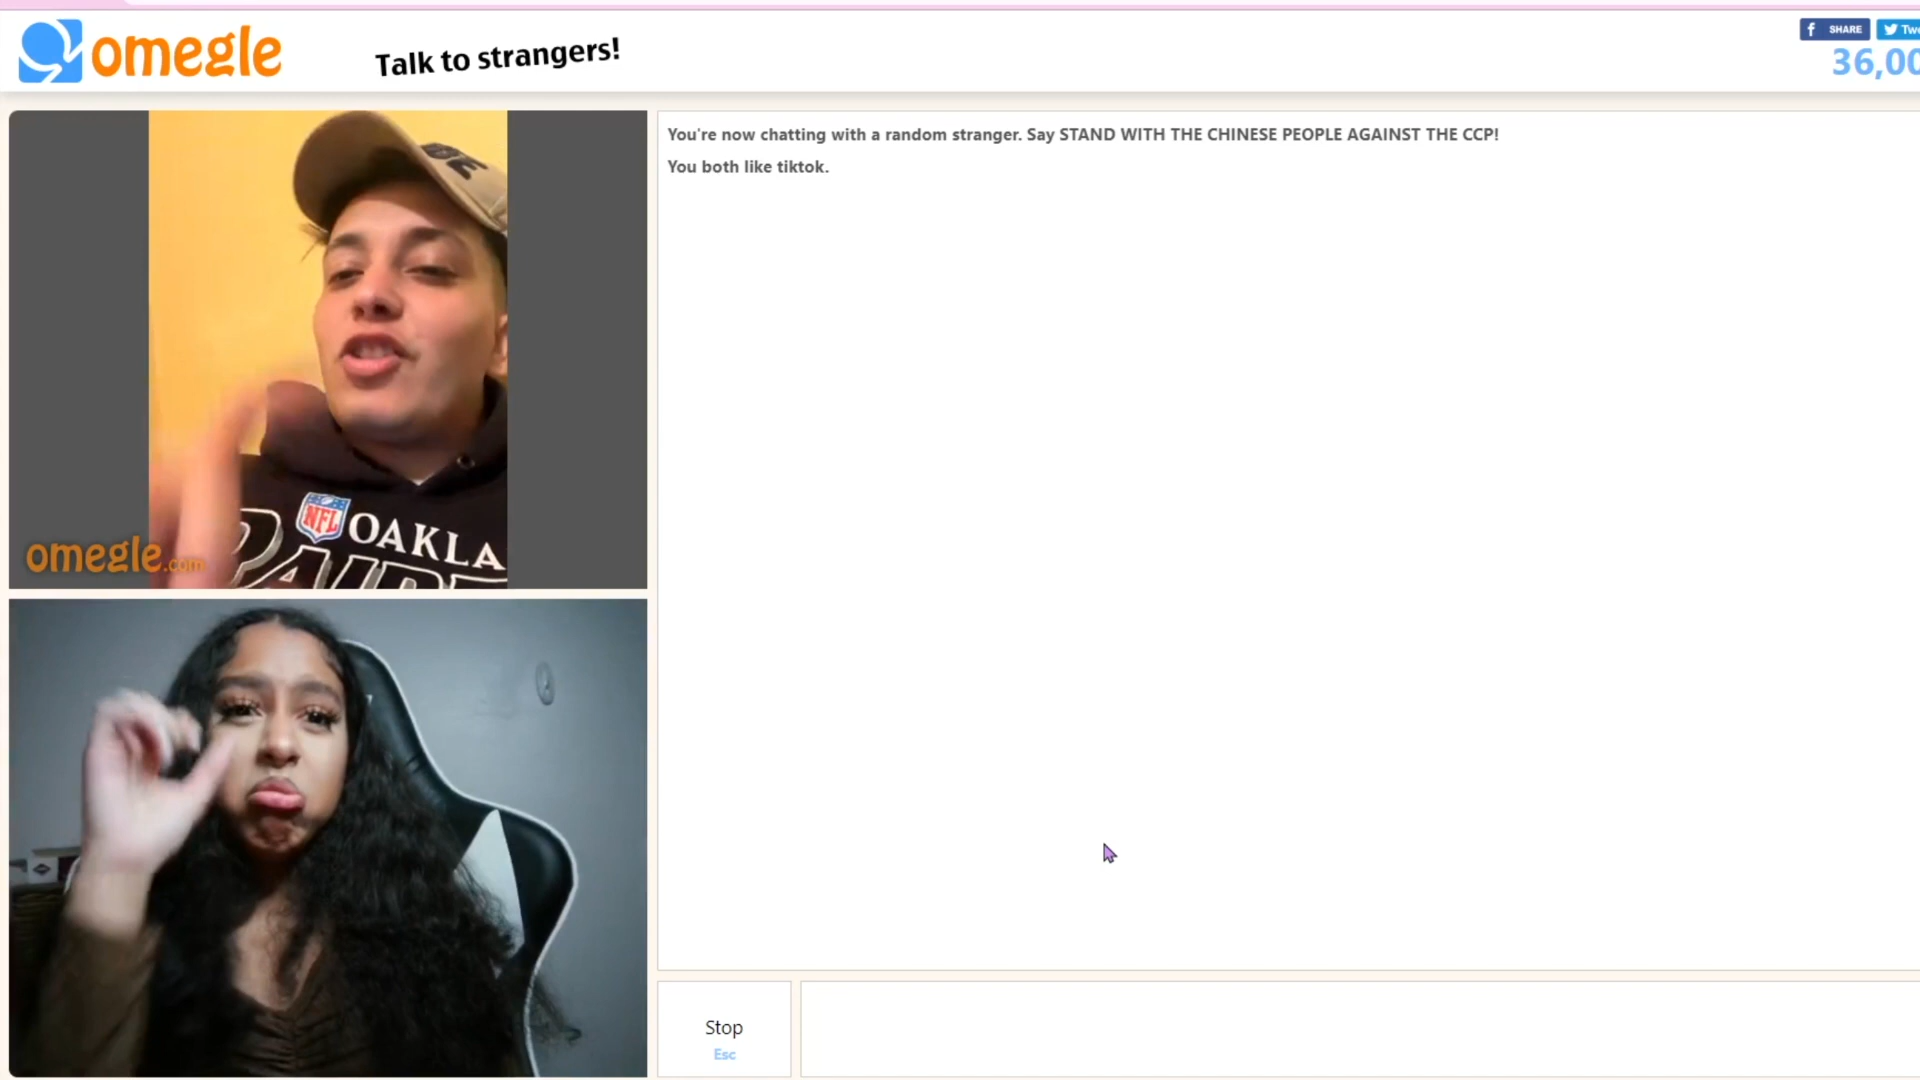 omegle
Talk to strangers!
SHARE
36,00
You're now chatting with a random stranger. Say STAND WITH THE CHINESE PEOPLE AGAINST THE CCP!
You both like tiktok.
NFL
OAKLA
omegle.com
Stop
Esc